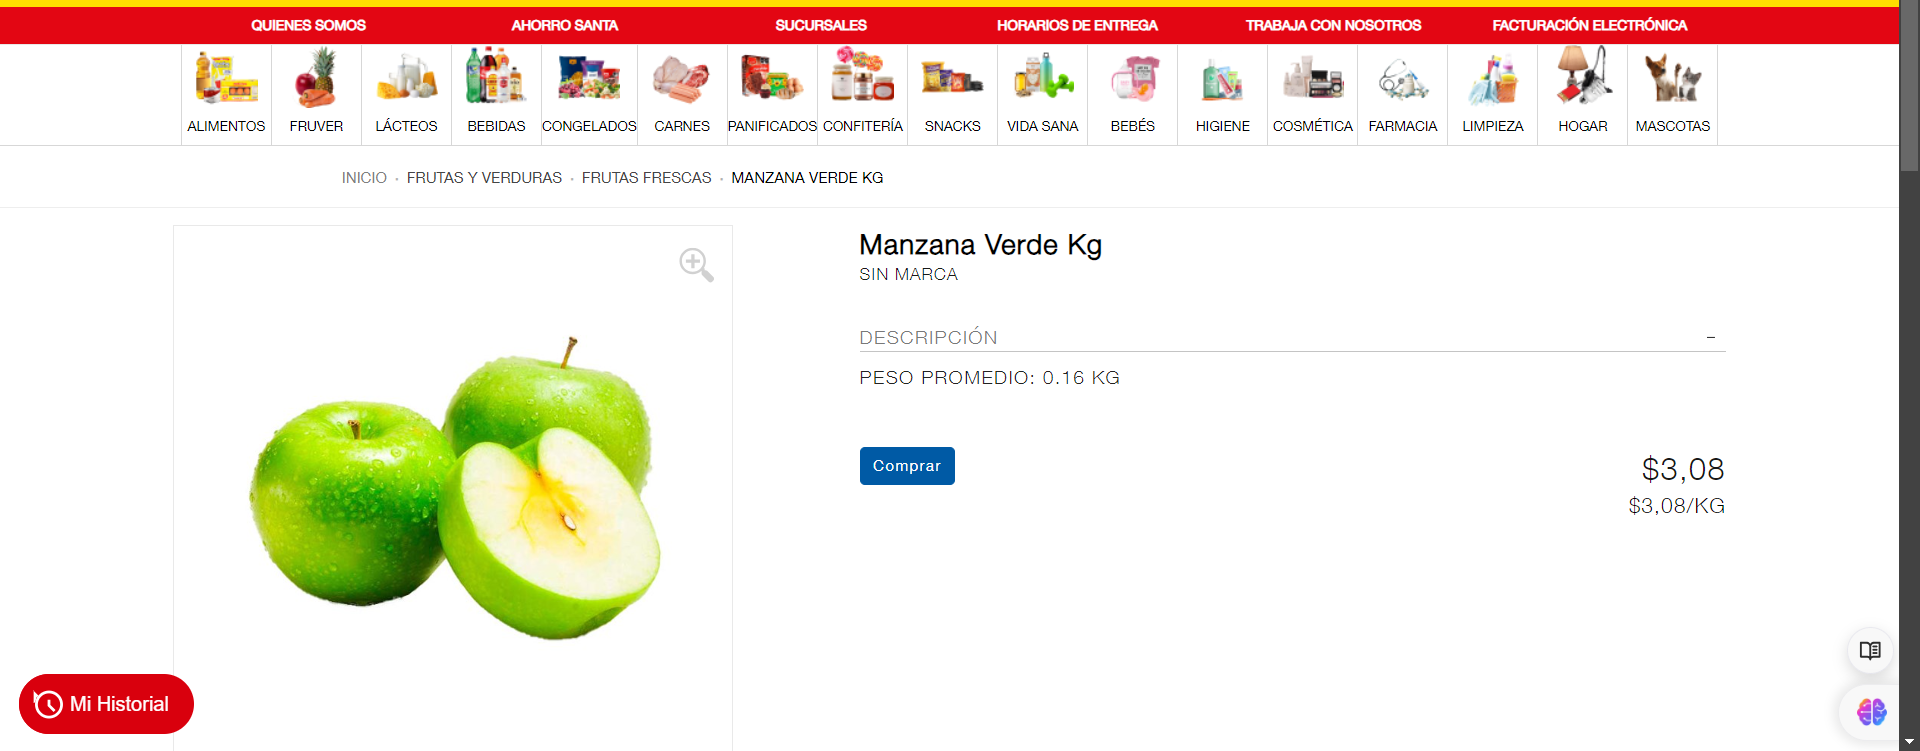 QUIENES SOMOS AHORRO SANTA SUCURSALES HORARIOS DE ENTREGA TRABAJA CON NOSOTROS FACTURACIÓN ELECTRÓNICA
ALIMENTOS FRUVER LÁCTEOS BEBIDAS CONGELADOS CARNES PANIFICADOS CONFITERÍA SNACKS VIDA SANA BEBÉS HIGIENE COSMÉTICA FARMACIA LIMPIEZA HOGAR MASCOTAS
INICIO • FRUTAS Y VERDURAS • FRUTAS FRESCAS • MANZANA VERDE KG
Manzana Verde Kg
SIN MARCA
DESCRIPCIÓN –
PESO PROMEDIO: 0.16 KG
Comprar
$3,08
$3,08/KG
Mi Historial